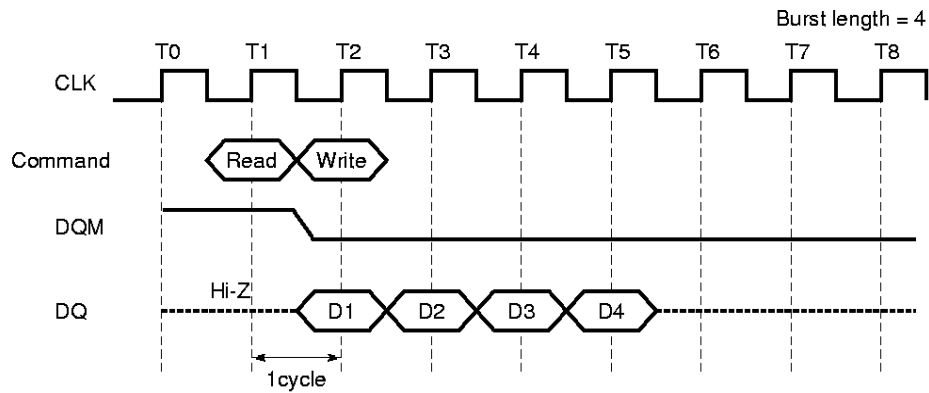 Burst length = 4
T0 T1 T2 T3 T4 T5 T6 T7 T8
CLK
Command Read Write
DQM
Hi-Z
DQ D1 D2 D3 D4
1cycle